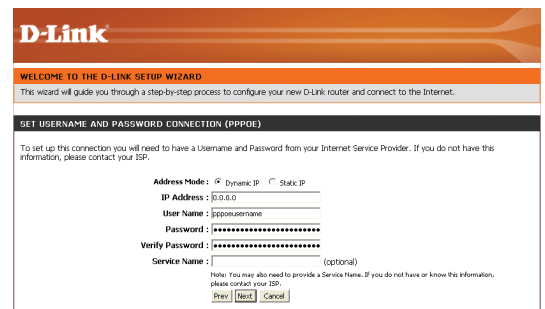 D-Link
WELCOME TO THE D-LINK SETUP WIZARD
This wizard will guide you through a step-by-step process to configure your new D-Link router and connect to the Internet.
SET USERNAME AND PASSWORD CONNECTION (PPPOE)
To set up this connection you will need to have a Username and Password from your Internet Service Provider. If you do not have this
information, please contact your ISP.
Address Mode : Dynamic IP Static IP
IP Address : 0.0.0.0
User Name : pppoeusername
Password : ••••••••••••••••••••••••
Verify Password : ••••••••••••••••••••••••
Service Name : (optional)
Note: You may also need to provide a Service Name. If you do not have or know this information,
please contact your ISP.
Prev Next Cancel